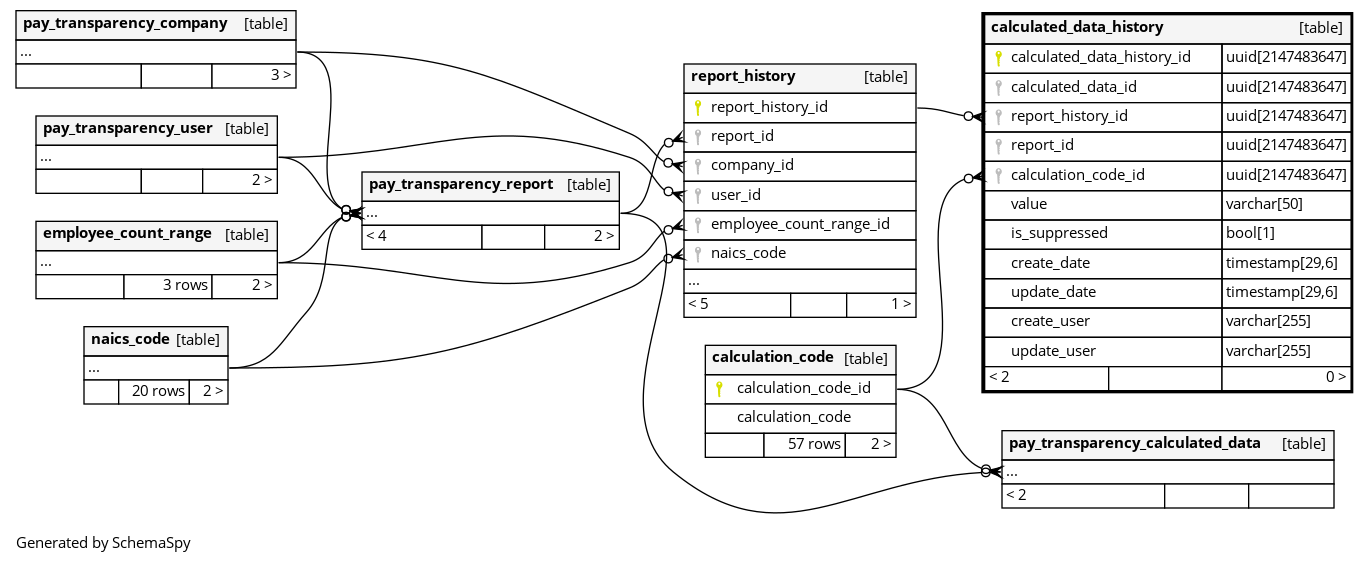 pay_transparency_company [table]
...
3 >
pay_transparency_user [table]
...
2 >
employee_count_range [table]
...
3 rows 2 >
naics_code [table]
...
20 rows 2 >
pay_transparency_report [table]
...
< 4 2 >
report_history [table]
report_history_id
report_id
company_id
user_id
employee_count_range_id
naics_code
...
< 5 1 >
calculation_code [table]
calculation_code_id
calculation_code
57 rows 2 >
calculated_data_history [table]
calculated_data_history_id uuid[2147483647]
calculated_data_id uuid[2147483647]
report_history_id uuid[2147483647]
report_id uuid[2147483647]
calculation_code_id uuid[2147483647]
value varchar[50]
is_suppressed bool[1]
create_date timestamp[29,6]
update_date timestamp[29,6]
create_user varchar[255]
update_user varchar[255]
< 2 0 >
pay_transparency_calculated_data [table]
...
< 2
Generated by SchemaSpy